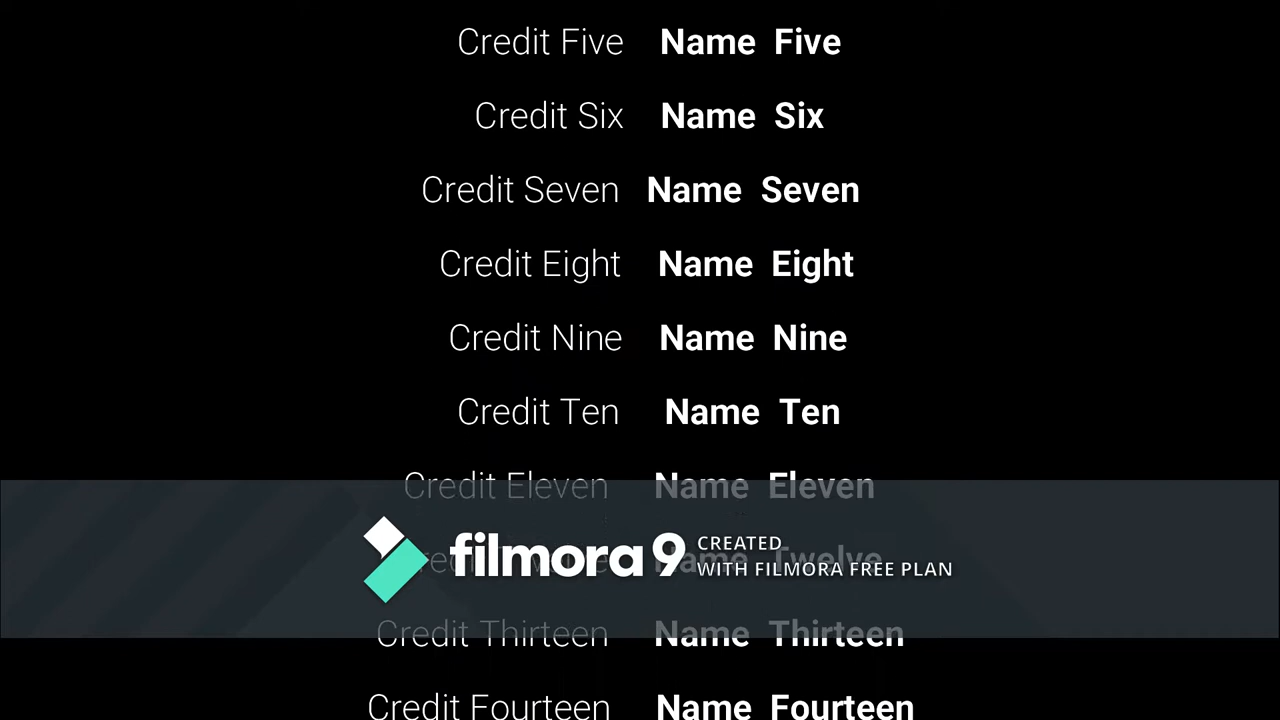 Credit Five Name Five
Credit Six Name Six
Credit Seven Name Seven
Credit Eight Name Eight
Credit Nine Name Nine
Credit Ten Name Ten
Credit Eleven Name Eleven
Name Twelve
filmora 9 CREATED
WITH FILMORA FREE PLAN
Credit Thirteen Name Thirteen
Credit Fourteen Name Fourteen